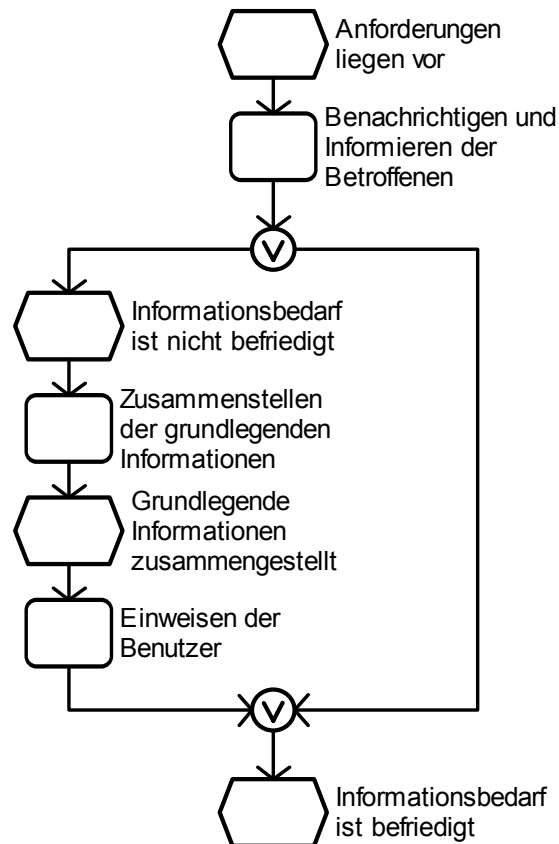 Anforderungen
liegen vor
Benachrichtigen und
Informieren der
Betroffenen
V
Informationsbedarf
ist nicht befriedigt
Zusammenstellen
der grundlegenden
Informationen
Grundlegende
Informationen
zusammengestellt
Einweisen der
Benutzer
V
Informationsbedarf
ist befriedigt